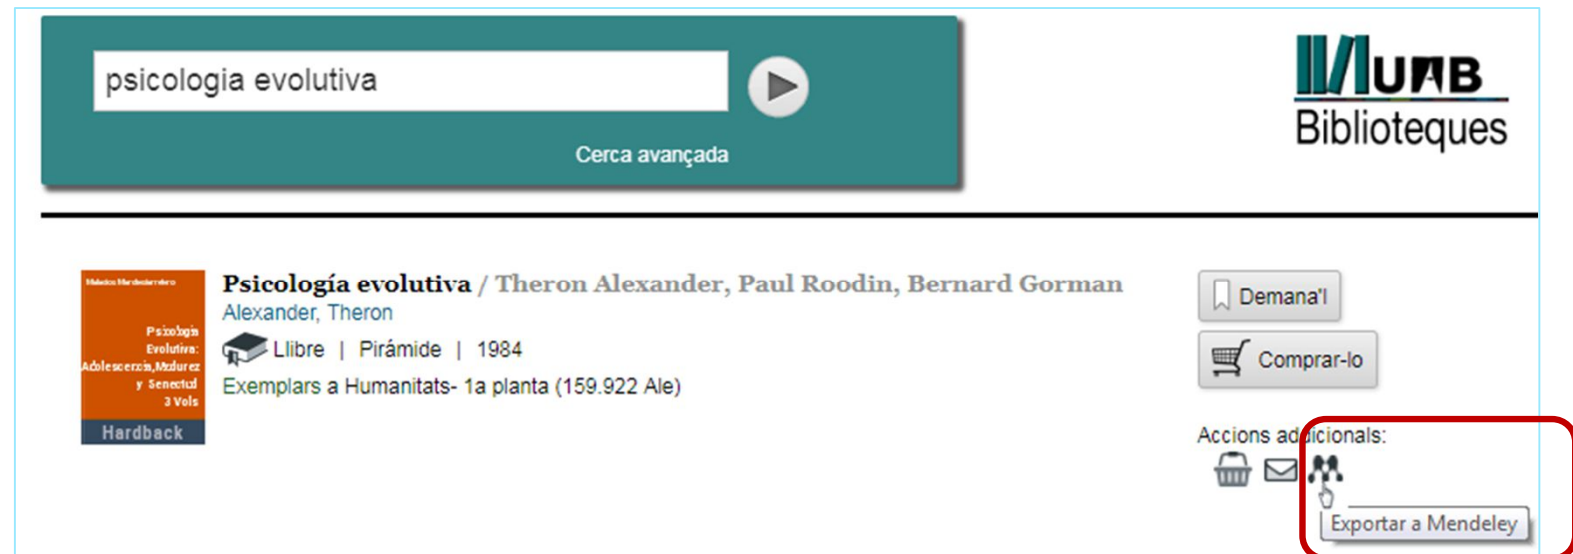 psicologia evolutiva
Cerca avançada
UAB
Biblioteques
Psicología evolutiva / Theron Alexander, Paul Roodin, Bernard Gorman
Alexander, Theron
Llibre | Pirámide | 1984
Exemplars a Humanitats- 1a planta (159.922 Ale)
Psicologia
Evolutiva:
Adolescencia, Madurez
y Senectud
3 Vols
Hardback
Demana'l
Comprar-lo
Accions addicionals:
Exportar a Mendeley